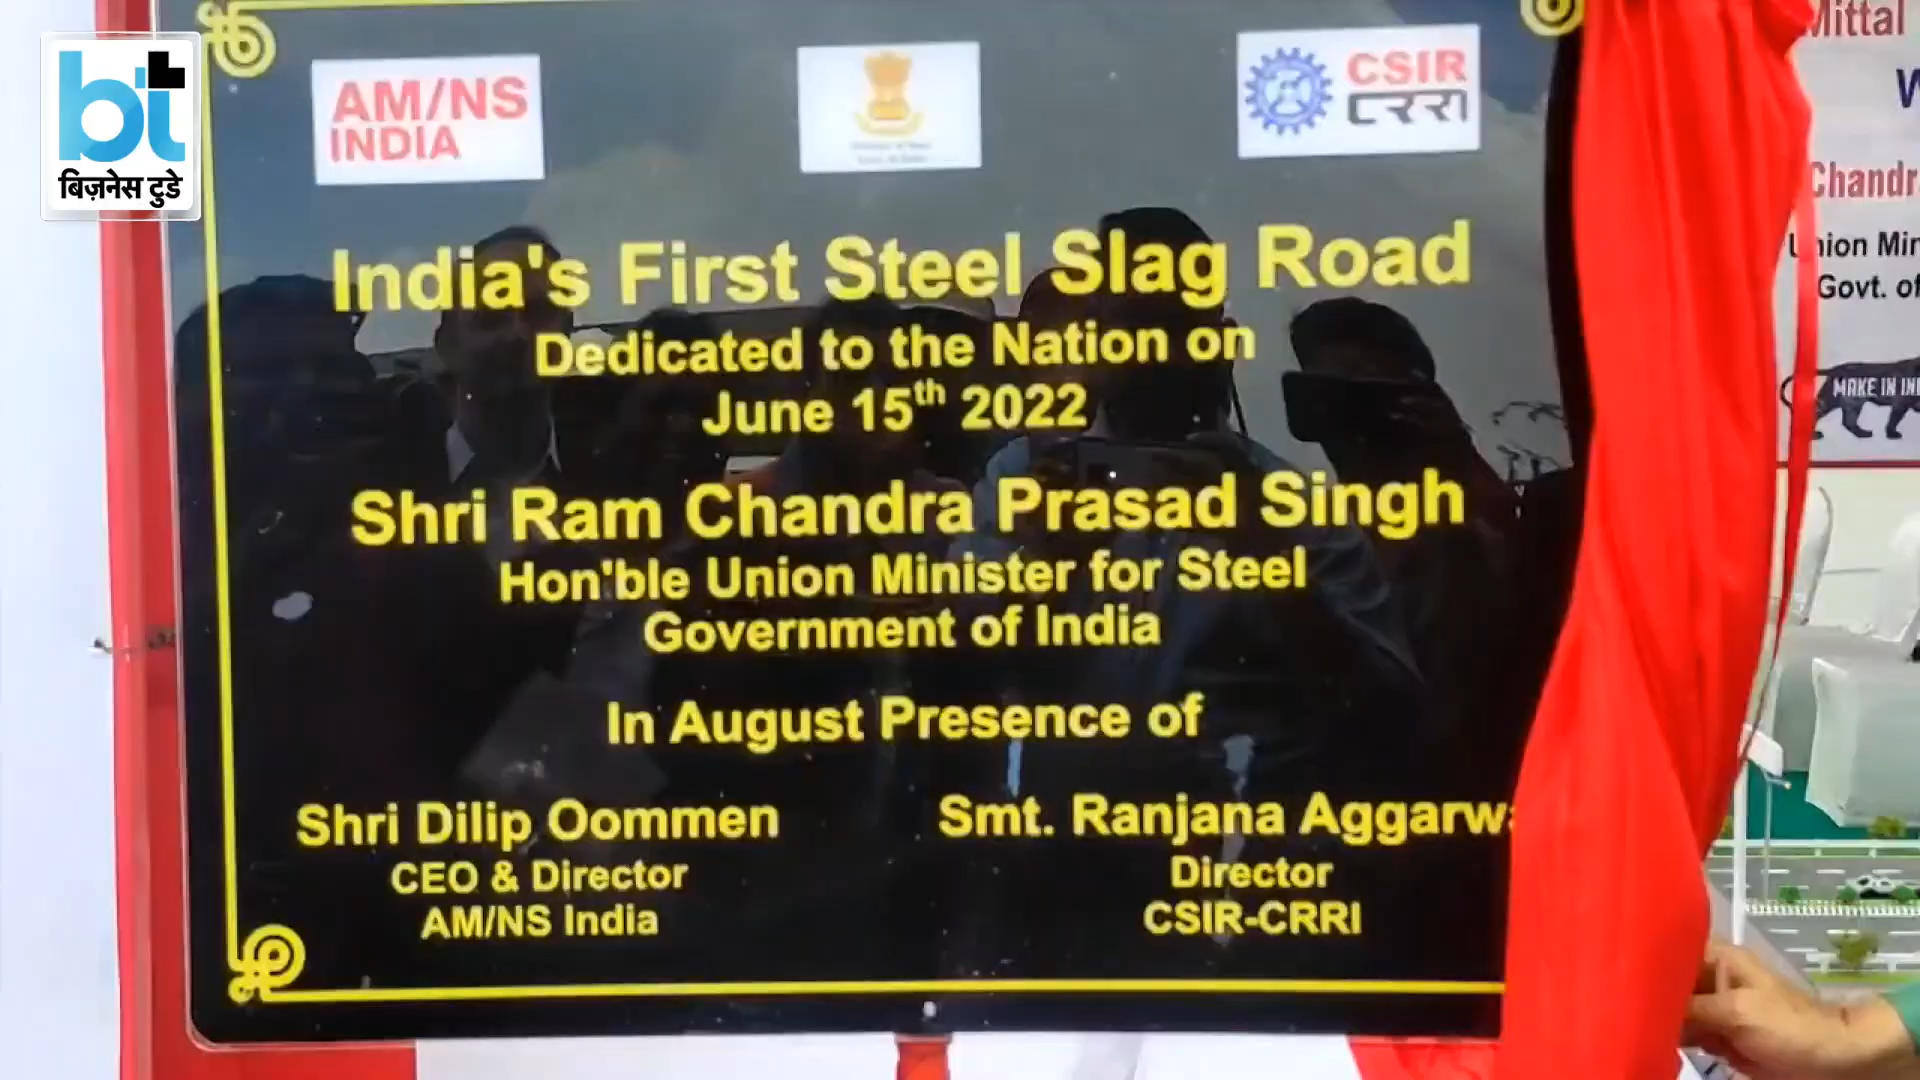 bt
बिज़नेस टुडे
AM/NS
INDIA
CSIR
CRRI
India's First Steel Slag Road
Dedicated to the Nation on
June 15th 2022
Shri Ram Chandra Prasad Singh
Hon'ble Union Minister for Steel
Government of India
In August Presence of
Shri Dilip Oommen
CEO & Director
AM/NS India
Smt. Ranjana Aggarw
Director
CSIR-CRRI
Mittal
W
Chandr
Union Min
Govt. of
MAKE IN IN